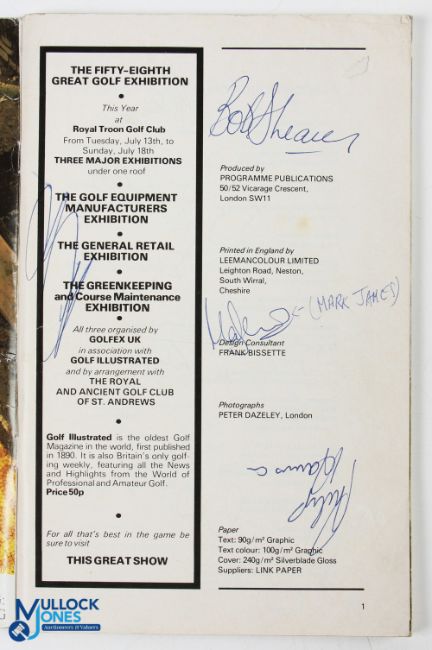 THE FIFTY-EIGHTH
GREAT GOLF EXHIBITION
•
This Year
at
Royal Troon Golf Club
From Tuesday, July 13th, to
Sunday, July 18th
THREE MAJOR EXHIBITIONS
under one roof
•
THE GOLF EQUIPMENT
MANUFACTURERS
EXHIBITION
•
THE GENERAL RETAIL
EXHIBITION
•
THE GREENKEEPING
and Course Maintenance
EXHIBITION
All three organised by
GOLFEX UK
in association with
GOLF ILLUSTRATED
and by arrangement with
THE ROYAL
AND ANCIENT GOLF CLUB
OF ST. ANDREWS
•
Golf Illustrated is the oldest Golf
Magazine in the world, first published
in 1890. It is also Britain's only golf-
ing weekly, featuring all the News
and Highlights from the World of
Professional and Amateur Golf.
Price 50p
•
For all that's best in the game be
sure to visit
THIS GREAT SHOW
Bob Shearer
Produced by
PROGRAMME PUBLICATIONS
50/52 Vicarage Crescent,
London SW11
Printed in England by
LEEMANCOLOUR LIMITED
Leighton Road, Neston,
South Wirral,
Cheshire
(MARK JAMES)
Design Consultant
FRANK BISSETTE
Photographs
PETER DAZELEY, London
Paper
Text: 90g/m² Graphic
Text colour: 100g/m² Graphic
Cover: 240g/m² Silverblade Gloss
Suppliers: LINK PAPER
1
MULLOCK
JONES
Auctioneers & Valuers